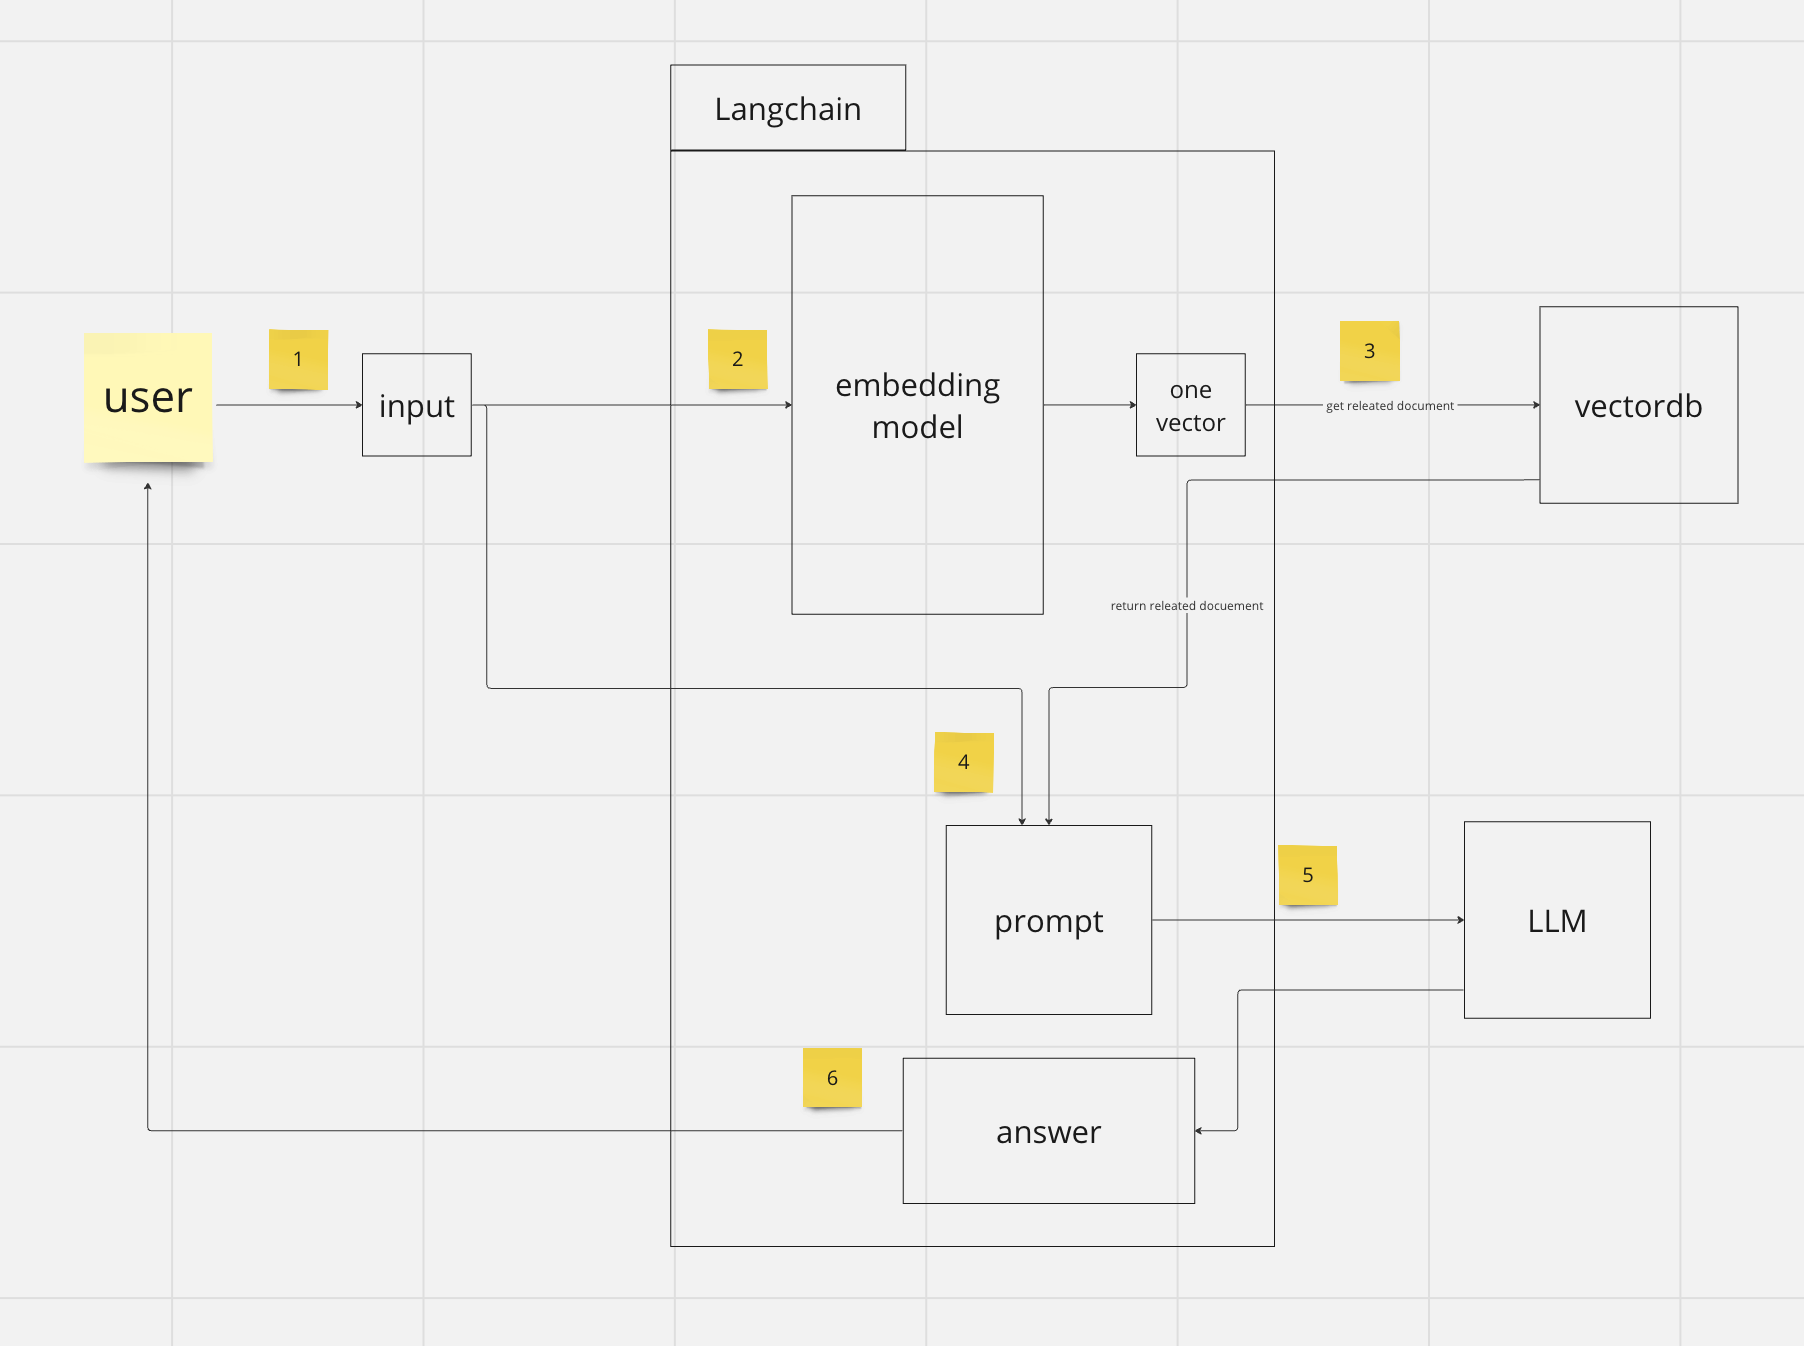 Langchain
user
1
input
2
embedding
model
one
vector
3
get releated document
vectordb
return releated docuement
4
prompt
5
LLM
6
answer